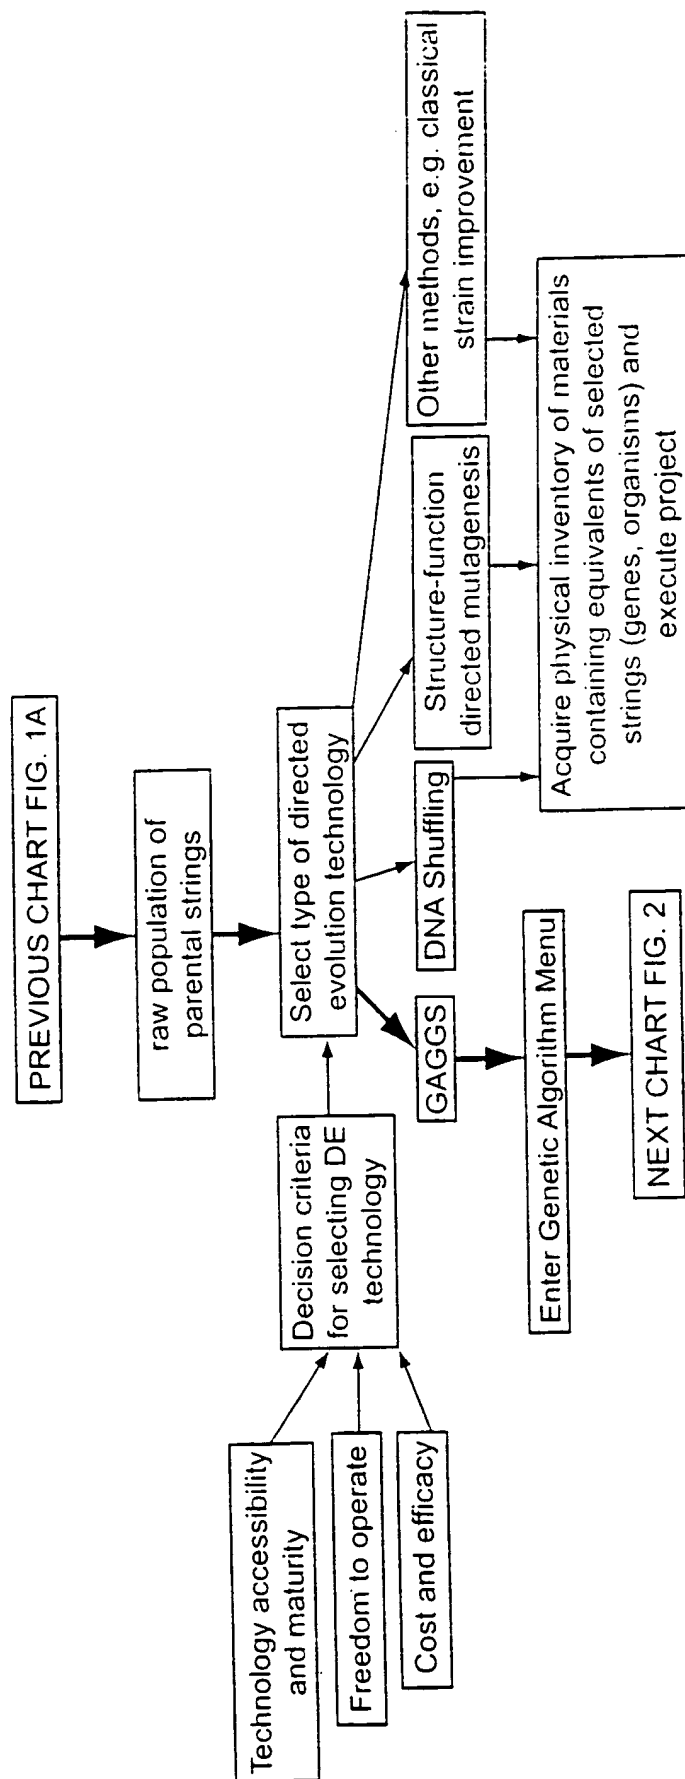 PREVIOUS CHART FIG. 1A
raw population of
parental strings
Technology accessibility
and maturity
Freedom to operate
Cost and efficacy
Decision criteria
for selecting DE
technology
Select type of directed
evolution technology
GAGGS
DNA Shuffling
Structure-function
directed mutagenesis
Other methods, e.g. classical
strain improvement
Enter Genetic Algorithm Menu
NEXT CHART FIG. 2
Acquire physical inventory of materials
containing equivalents of selected
strings (genes, organisms) and
execute project